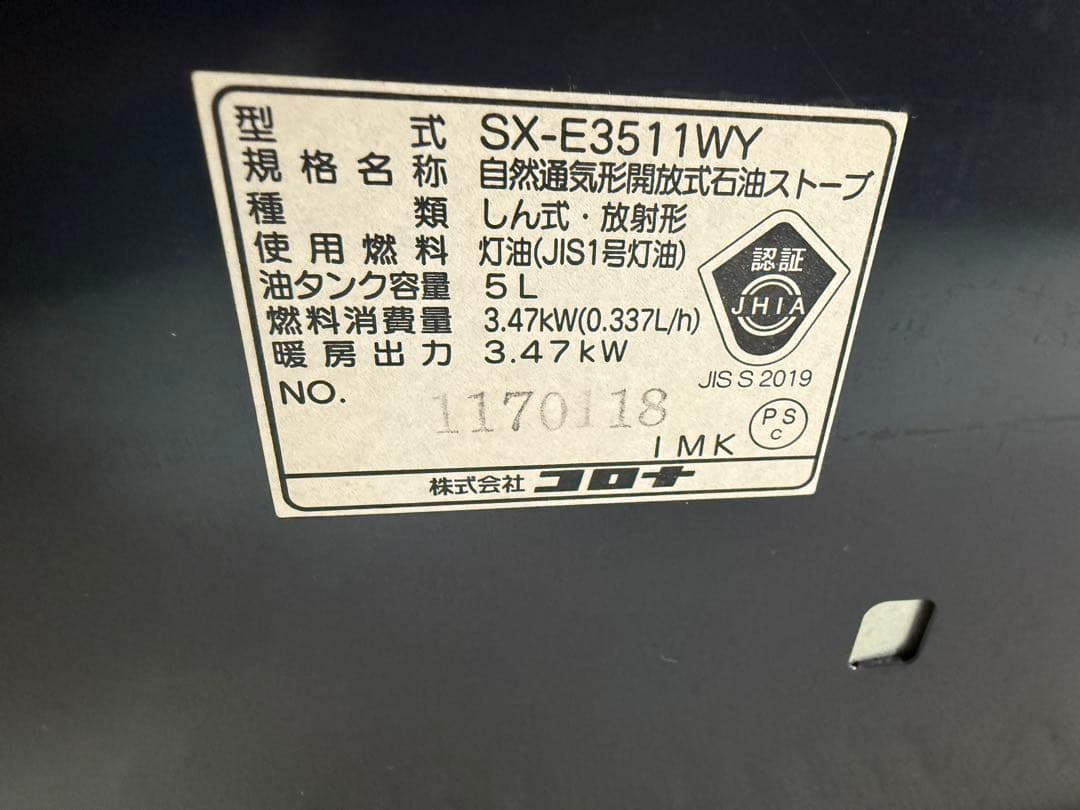 型式 SX-E3511WY
規格名称 自然通気形開放式石油ストーブ
種類 しん式・放射形
使用燃料 灯油(JIS1号灯油)
油タンク容量 5L
燃料消費量 3.47kW(0.337L/h)
暖房出力 3.47kW
認証
JHIA
JIS S 2019
NO. 1170118
IMK
PS
C
株式会社 コロナ